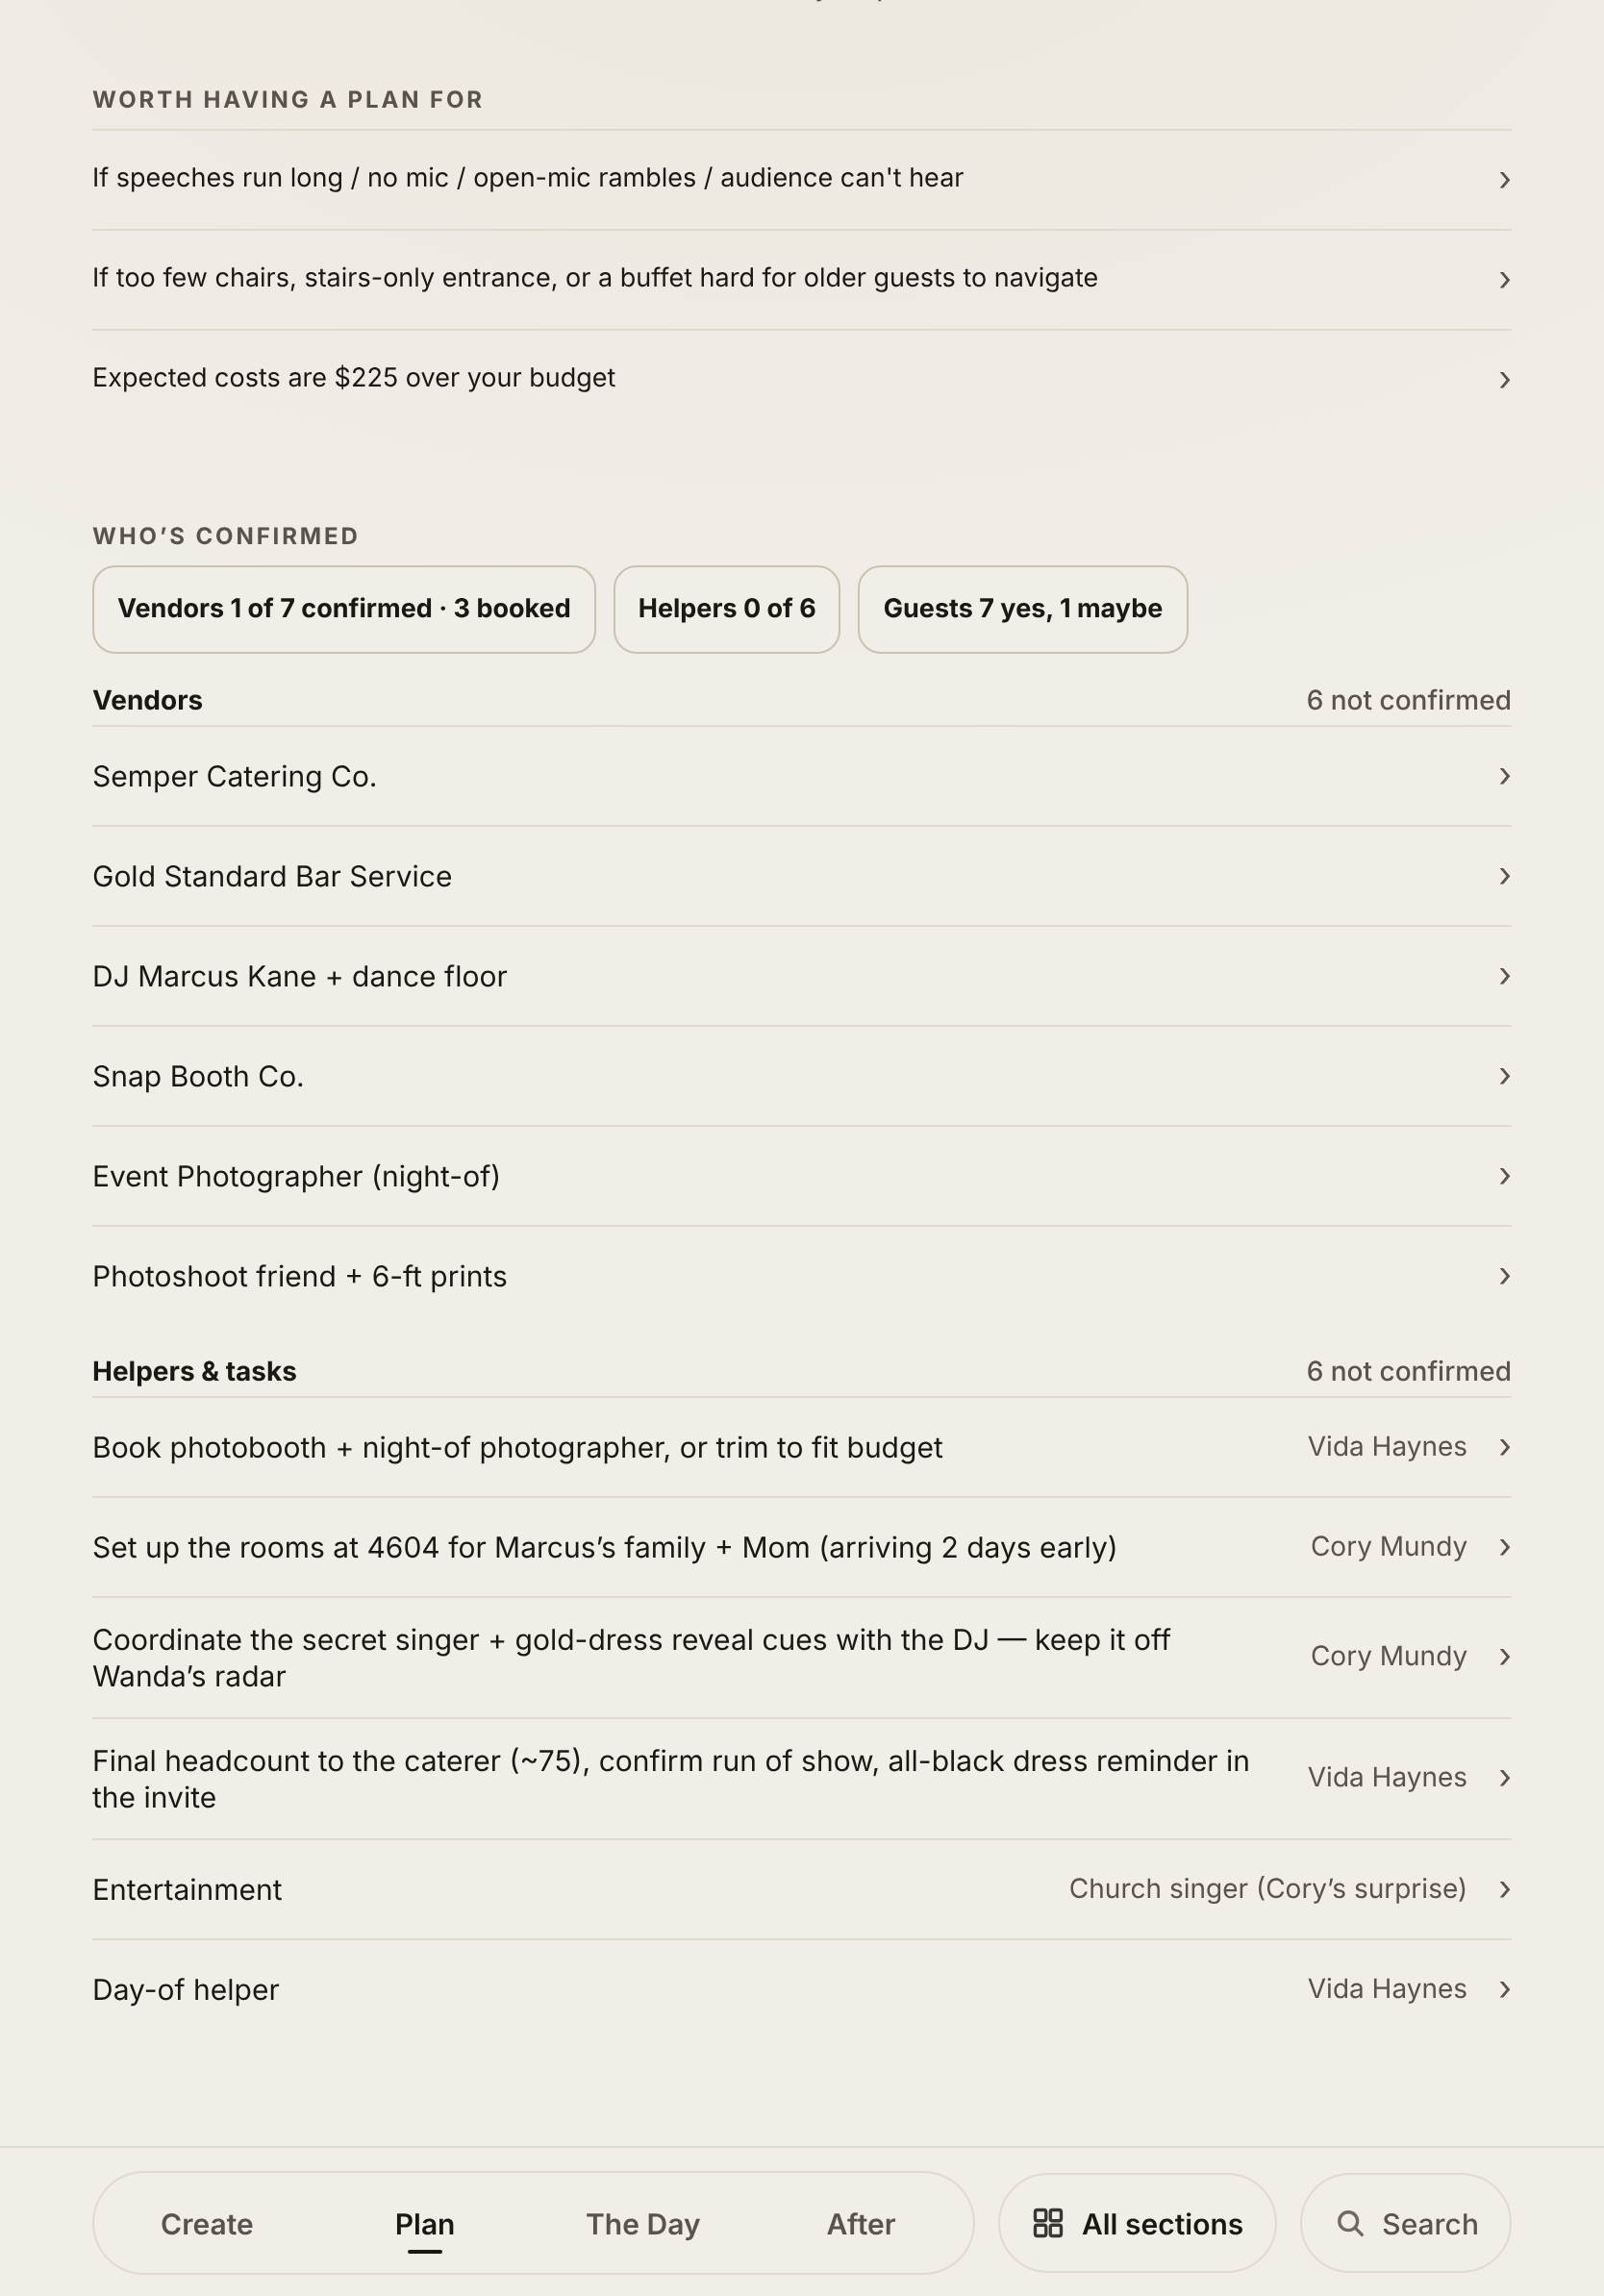 WORTH HAVING A PLAN FOR
If speeches run long / no mic / open-mic rambles / audience can't hear
If too few chairs, stairs-only entrance, or a buffet hard for older guests to navigate
Expected costs are $225 over your budget
WHO’S CONFIRMED
Vendors 1 of 7 confirmed · 3 booked
Helpers 0 of 6
Guests 7 yes, 1 maybe
Vendors
6 not confirmed
Semper Catering Co.
Gold Standard Bar Service
DJ Marcus Kane + dance floor
Snap Booth Co.
Event Photographer (night-of)
Photoshoot friend + 6-ft prints
Helpers & tasks
6 not confirmed
Book photobooth + night-of photographer, or trim to fit budget
Vida Haynes
Set up the rooms at 4604 for Marcus’s family + Mom (arriving 2 days early)
Cory Mundy
Coordinate the secret singer + gold-dress reveal cues with the DJ — keep it off
Wanda’s radar
Cory Mundy
Final headcount to the caterer (~75), confirm run of show, all-black dress reminder in
the invite
Vida Haynes
Entertainment
Church singer (Cory’s surprise)
Day-of helper
Vida Haynes
Create
Plan
The Day
After
All sections
Search